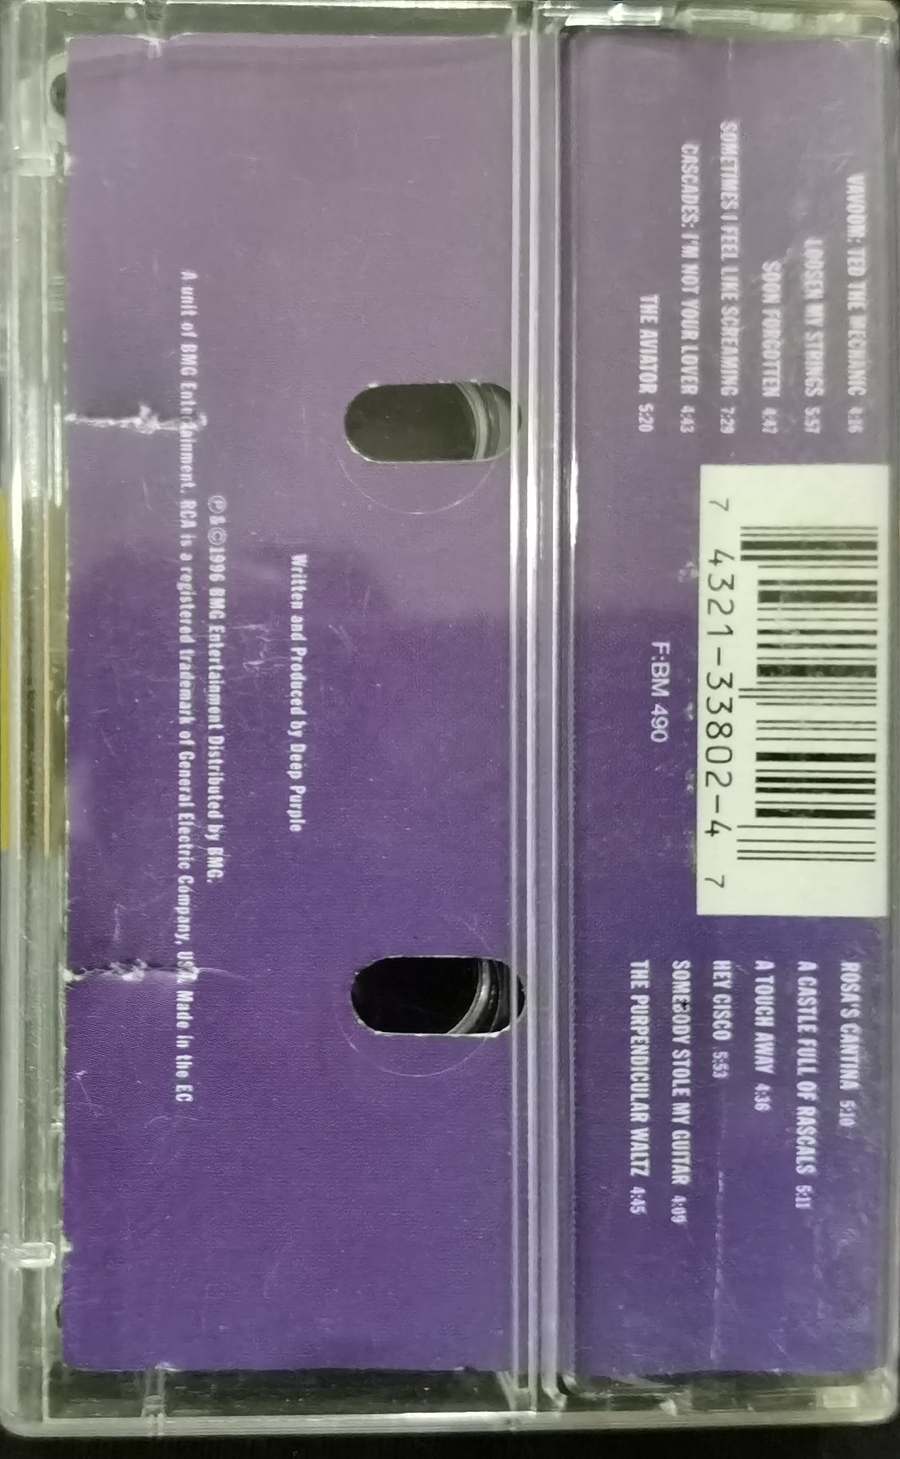 VAVOOM: TED THE MECHANIC 4:16
LOOSEN MY STRINGS 5:57
SOON FORGOTTEN 4:47
SOMETIMES I FEEL LIKE SCREAMING 7:29
CASCADES: I'M NOT YOUR LOVER 4:43
THE AVIATOR 5:20
7 4321-33802-4 7
F:BM 490
ROSA'S CANTINA 5:10
A CASTLE FULL OF RASCALS 5:11
A TOUCH AWAY 4:36
HEY CISCO 5:53
SOMEBODY STOLE MY GUITAR 4:09
THE PURPENDICULAR WALTZ 4:45
Written and Produced by Deep Purple
℗&©1996 BMG Entertainment Distributed by BMG.
A unit of BMG Entertainment. RCA is a registered trademark of General Electric Company, USA. Made in the EC